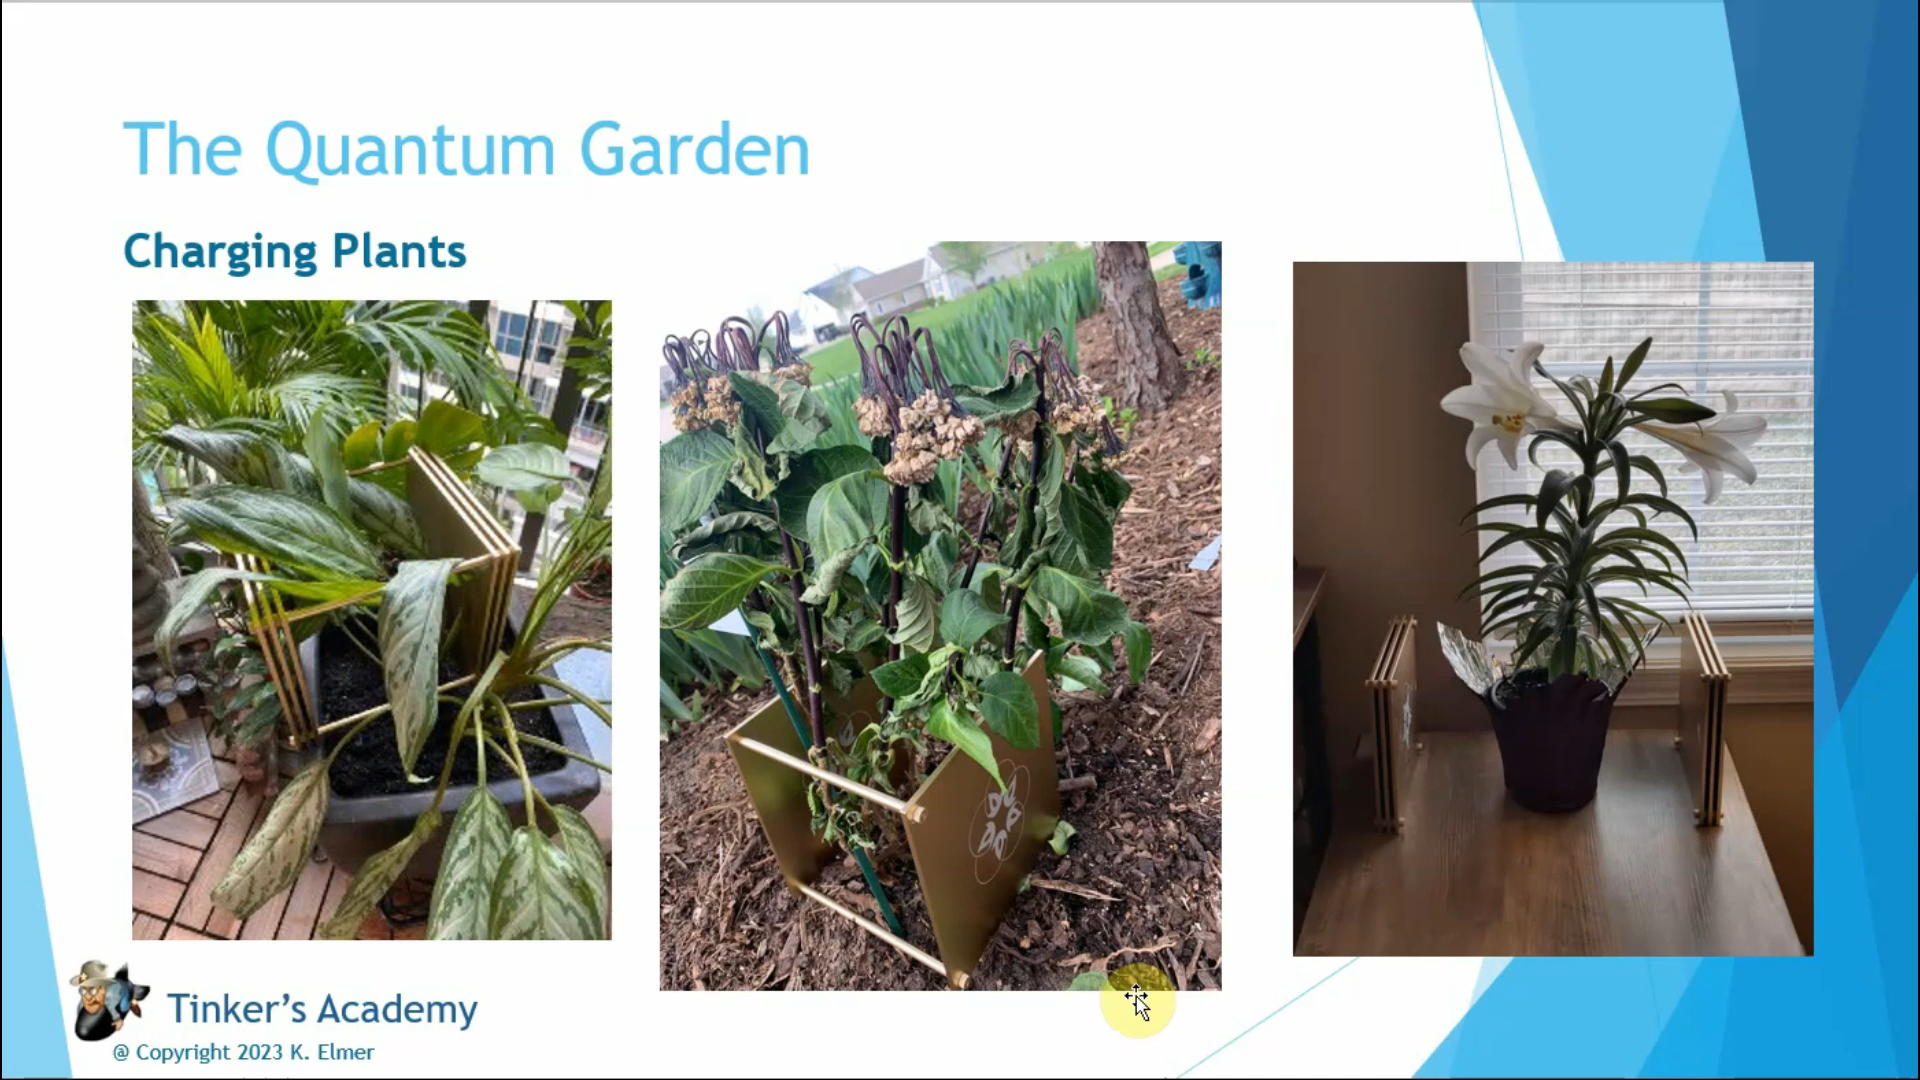 The Quantum Garden
Charging Plants
Tinker's Academy
@ Copyright 2023 K. Elmer